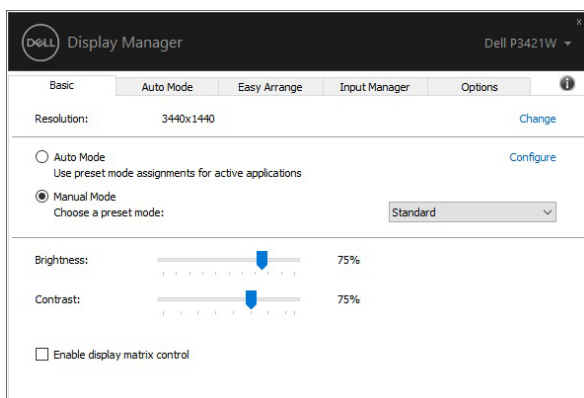 DELL Display Manager Dell P3421W
x
Basic Auto Mode Easy Arrange Input Manager Options i
Resolution: 3440x1440 Change
Auto Mode Configure
Use preset mode assignments for active applications
Manual Mode
Choose a preset mode: Standard
Brightness: 75%
Contrast: 75%
Enable display matrix control